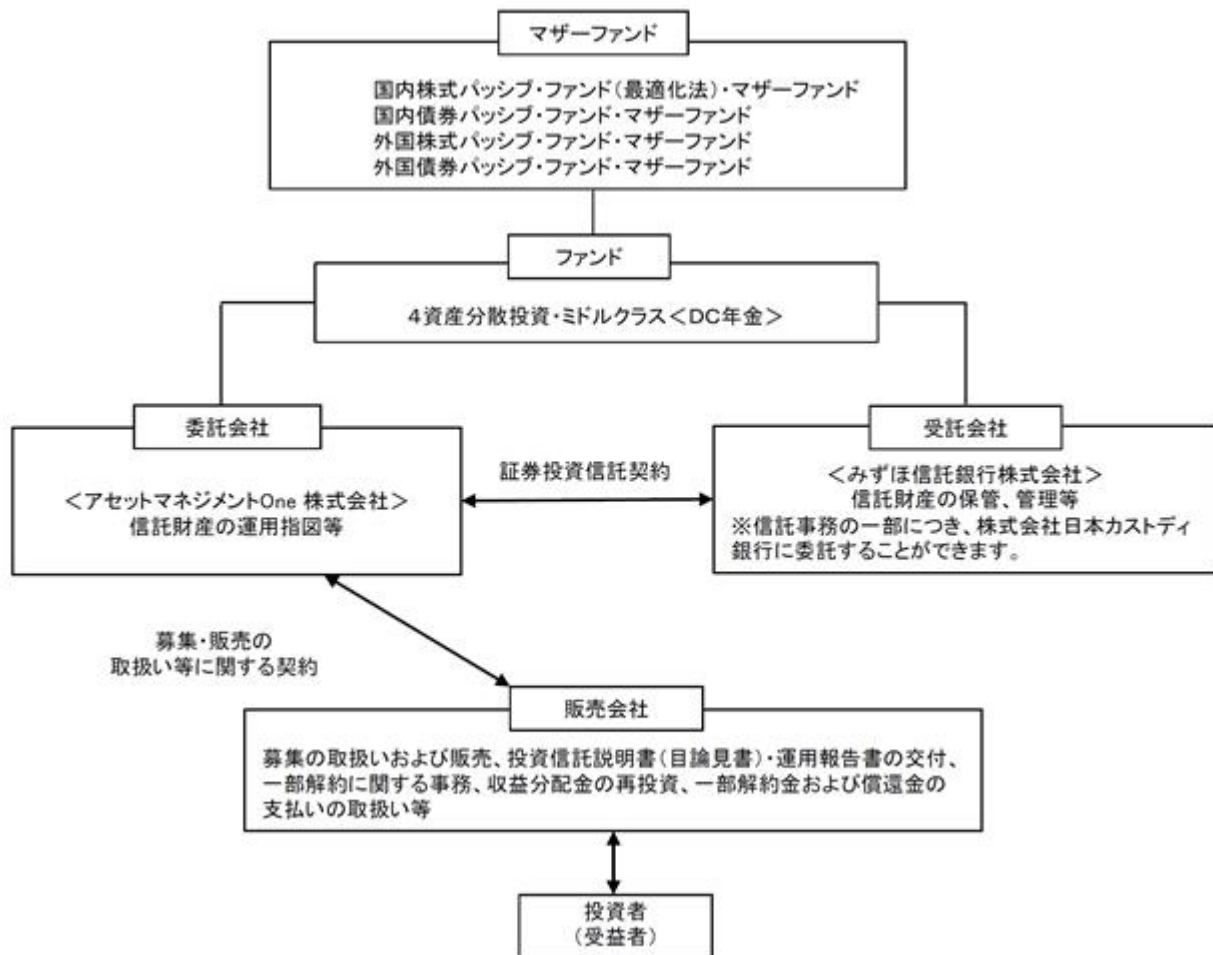 マザーファンド
国内株式パッシブ・ファンド(最適化法)・マザーファンド
国内債券パッシブ・ファンド・マザーファンド
外国株式パッシブ・ファンド・マザーファンド
外国債券パッシブ・ファンド・マザーファンド
ファンド
4資産分散投資・ミドルクラス<DC年金>
委託会社
<アセットマネジメントOne 株式会社>
信託財産の運用指図等
証券投資信託契約
受託会社
<みずほ信託銀行株式会社>
信託財産の保管、管理等
※信託事務の一部につき、株式会社日本カストディ
銀行に委託することができます。
募集・販売の
取扱い等に関する契約
販売会社
募集の取扱いおよび販売、投資信託説明書(目論見書)・運用報告書の交付、
一部解約に関する事務、収益分配金の再投資、一部解約金および償還金の
支払いの取扱い等
投資者
(受益者)